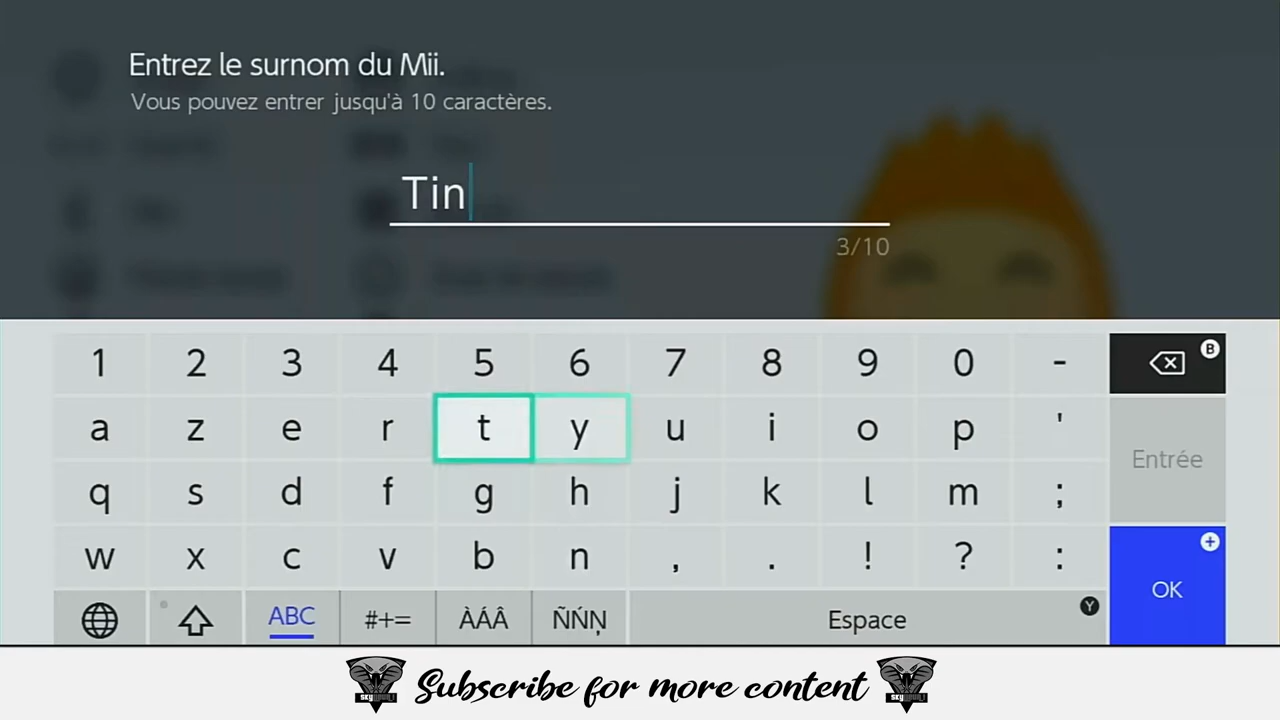 Entrez le surnom du Mii.
Vous pouvez entrer jusqu'à 10 caractères.
Tin
3/10
1 2 3 4 5 6 7 8 9 0 - B
a z e r t y u i o p '
Entrée
q s d f g h j k l m ;
w x c v b n , . ! ? : +
OK
ABC #+= ÀÁÂ ÑŃŅ Espace Y
Subscribe for more content